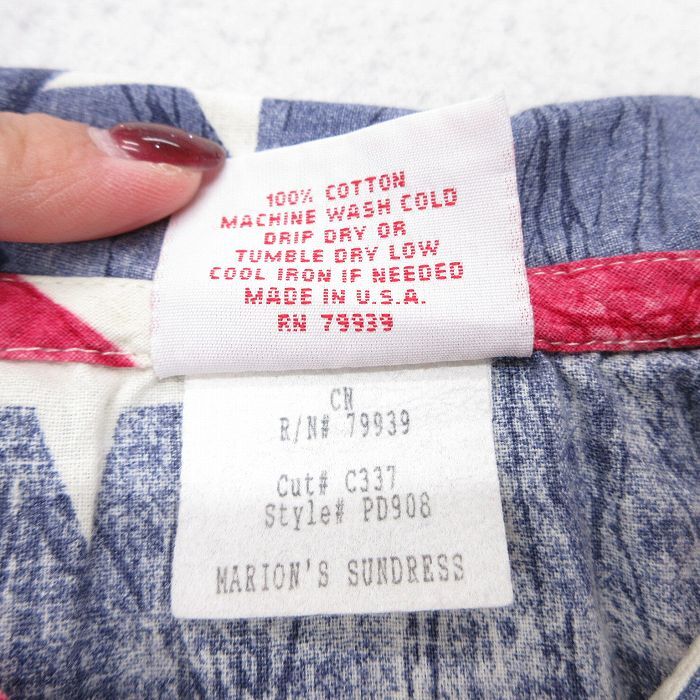 100% COTTON
MACHINE WASH COLD
DRIP DRY OR
TUMBLE DRY LOW
COOL IRON IF NEEDED
MADE IN U.S.A.
RN 79939
CN
R/N# 79939
Cut# C337
Style# PD908
MARION'S SUNDRESS